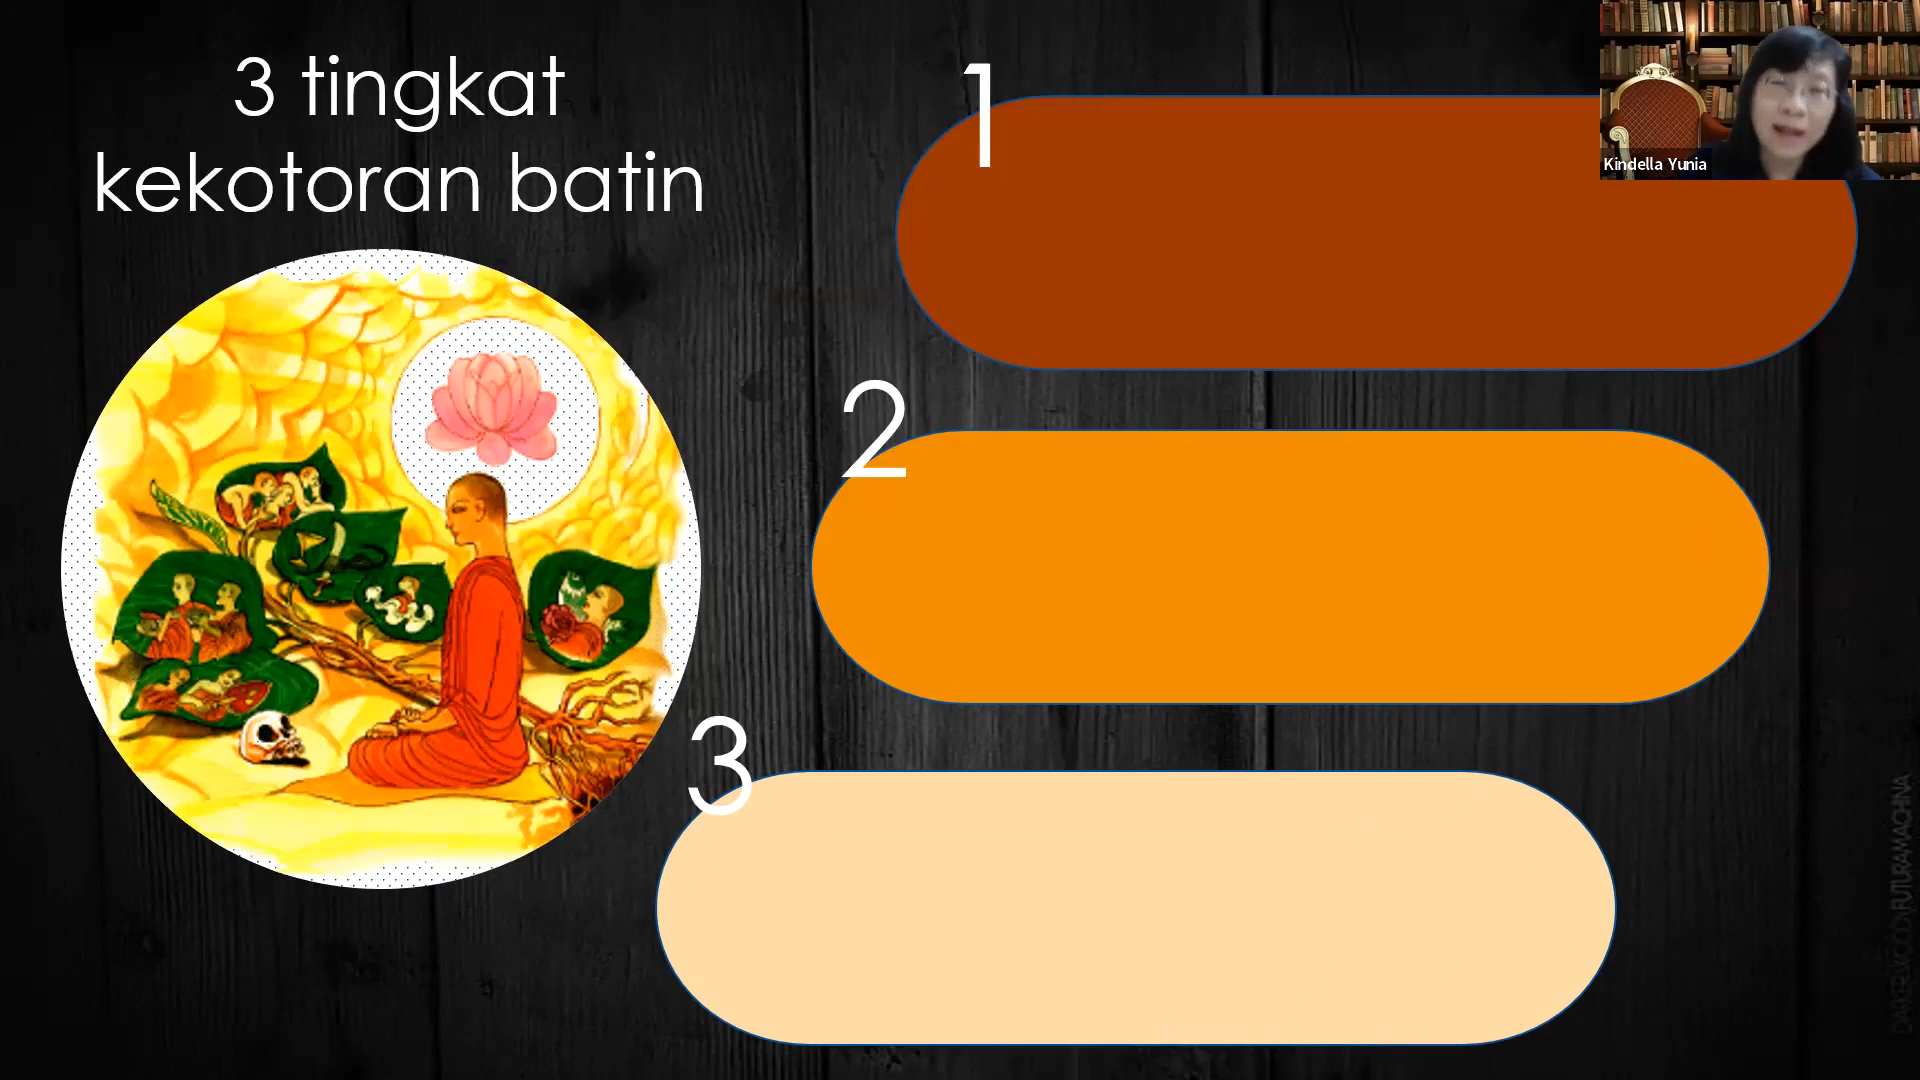 3 tingkat
kekotoran batin
1
2
3
Kindella Yunia